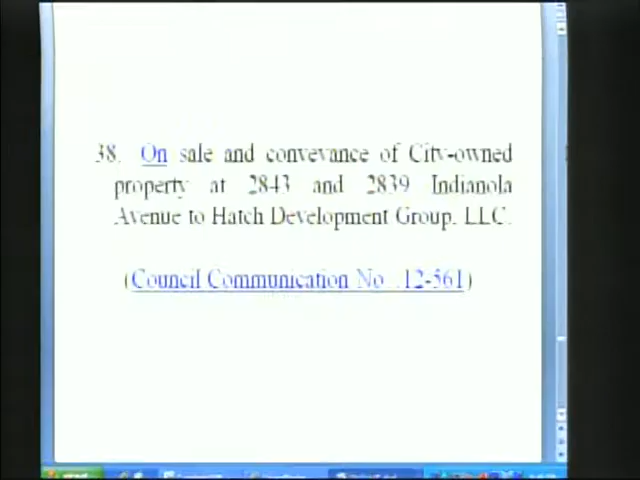 38. On sale and conveyance of City-owned
property at 2843 and 2839 Indianola
Avenue to Hatch Development Group, LLC.
(Council Communication No. 12-561)